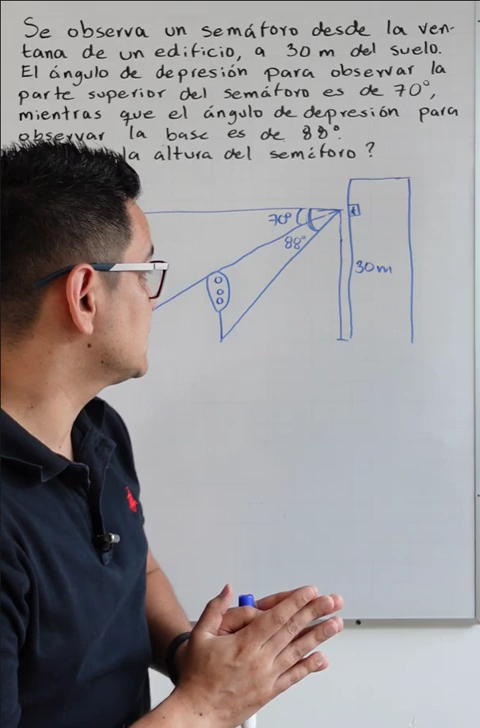 Se observa un semáforo desde la ven-
tana de un edificio, a 30 m del suelo.
El ángulo de depresión para observar la
parte superior del semáforo es de 70°,
mientras que el ángulo de depresión para
observar la base es de 88°.
la altura del semáforo?
70°
88°
30m